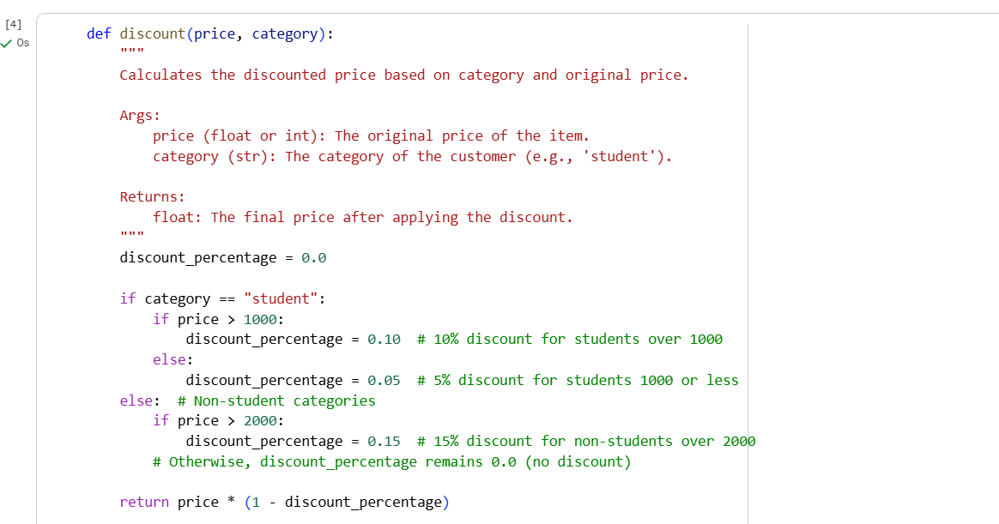 [4]
0s
def discount(price, category):
    """
    Calculates the discounted price based on category and original price.

    Args:
        price (float or int): The original price of the item.
        category (str): The category of the customer (e.g., 'student').

    Returns:
        float: The final price after applying the discount.
    """
    discount_percentage = 0.0

    if category == "student":
        if price > 1000:
            discount_percentage = 0.10  # 10% discount for students over 1000
        else:
            discount_percentage = 0.05  # 5% discount for students 1000 or less
    else:  # Non-student categories
        if price > 2000:
            discount_percentage = 0.15  # 15% discount for non-students over 2000
        # Otherwise, discount_percentage remains 0.0 (no discount)

    return price * (1 - discount_percentage)